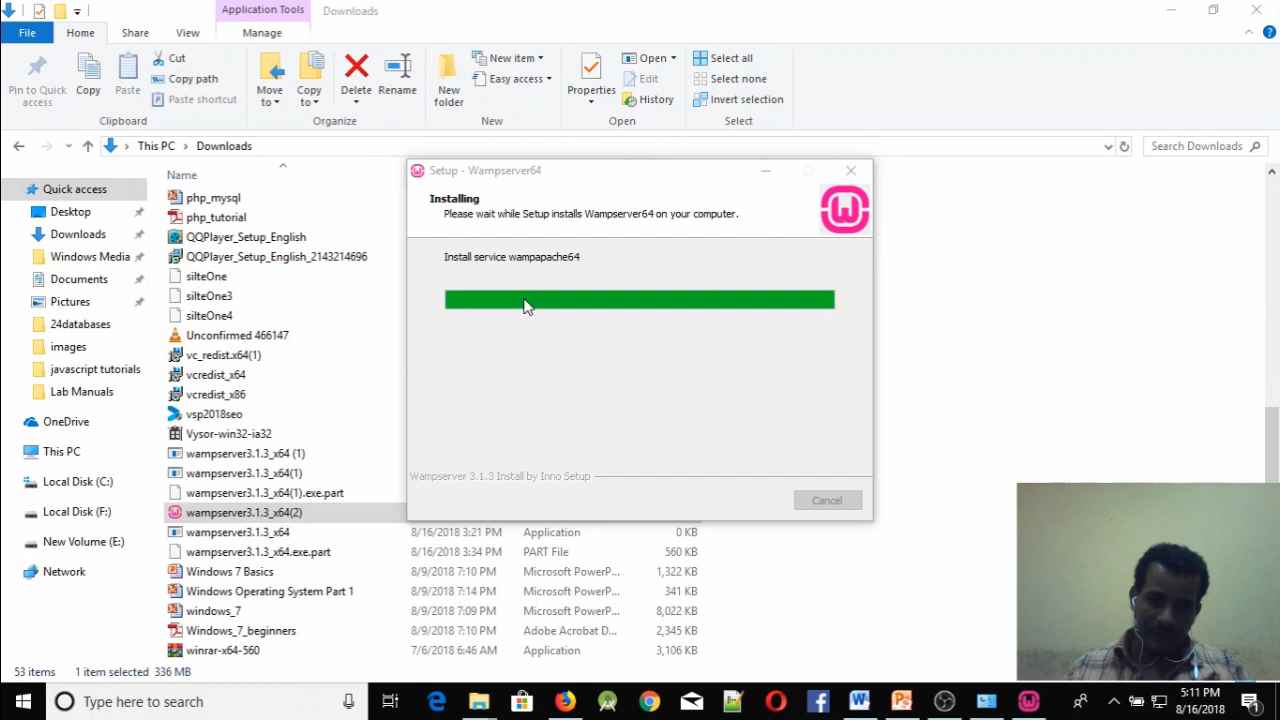 Application Tools
Downloads
File
Home
Share
View
Manage
Pin to Quick access
Copy
Paste
Cut
Copy path
Paste shortcut
Clipboard
Move to
Copy to
Delete
Rename
Organize
New folder
New item
Easy access
New
Properties
Open
Edit
History
Open
Select all
Select none
Invert selection
Select
This PC
Downloads
Search Downloads
Quick access
Desktop
Downloads
Windows Media
Documents
Pictures
24databases
images
javascript tutorials
Lab Manuals
OneDrive
This PC
Local Disk (C:)
Local Disk (F:)
New Volume (E:)
Network
Name
php_mysql
php_tutorial
QQPlayer_Setup_English
QQPlayer_Setup_English_2143214696
silteOne
silteOne3
silteOne4
Unconfirmed 466147
vc_redist.x64(1)
vcredist_x64
vcredist_x86
vsp2018seo
Vysor-win32-ia32
wampserver3.1.3_x64 (1)
wampserver3.1.3_x64(1)
wampserver3.1.3_x64(1).exe.part
wampserver3.1.3_x64(2)
wampserver3.1.3_x64 8/16/2018 3:21 PM Application 0 KB
wampserver3.1.3_x64.exe.part 8/16/2018 3:34 PM PART File 560 KB
Windows 7 Basics 8/9/2018 7:10 PM Microsoft PowerP... 1,322 KB
Windows Operating System Part 1 8/9/2018 7:14 PM Microsoft PowerP... 341 KB
windows_7 8/9/2018 7:09 PM Microsoft PowerP... 8,022 KB
Windows_7_beginners 8/9/2018 7:10 PM Adobe Acrobat D... 2,345 KB
winrar-x64-560 7/6/2018 6:46 AM Application 3,106 KB
Setup - Wampserver64
Installing
Please wait while Setup installs Wampserver64 on your computer.
Install service wampapache64
Wampserver 3.1.3 Install by Inno Setup
Cancel
53 items 1 item selected 336 MB
Type here to search
5:11 PM
8/16/2018
1